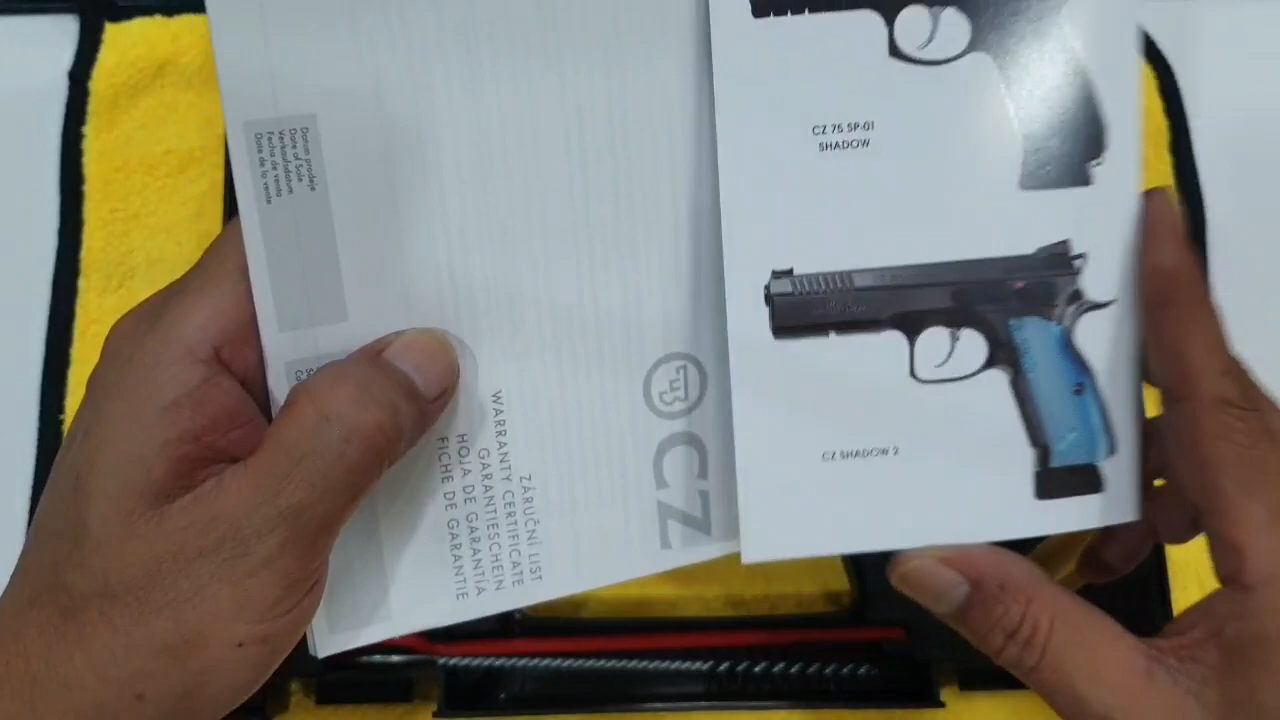 Datum prodeje
Date of Sale
Verkaufsdatum
Fecha de venta
Date de la vente
CZ
ZÁRUČNÍ LIST
WARRANTY CERTIFICATE
GARANTIESCHEIN
HOJA DE GARANTÍA
FICHE DE GARANTIE
CZ 75 SP-01
SHADOW
CZ SHADOW 2